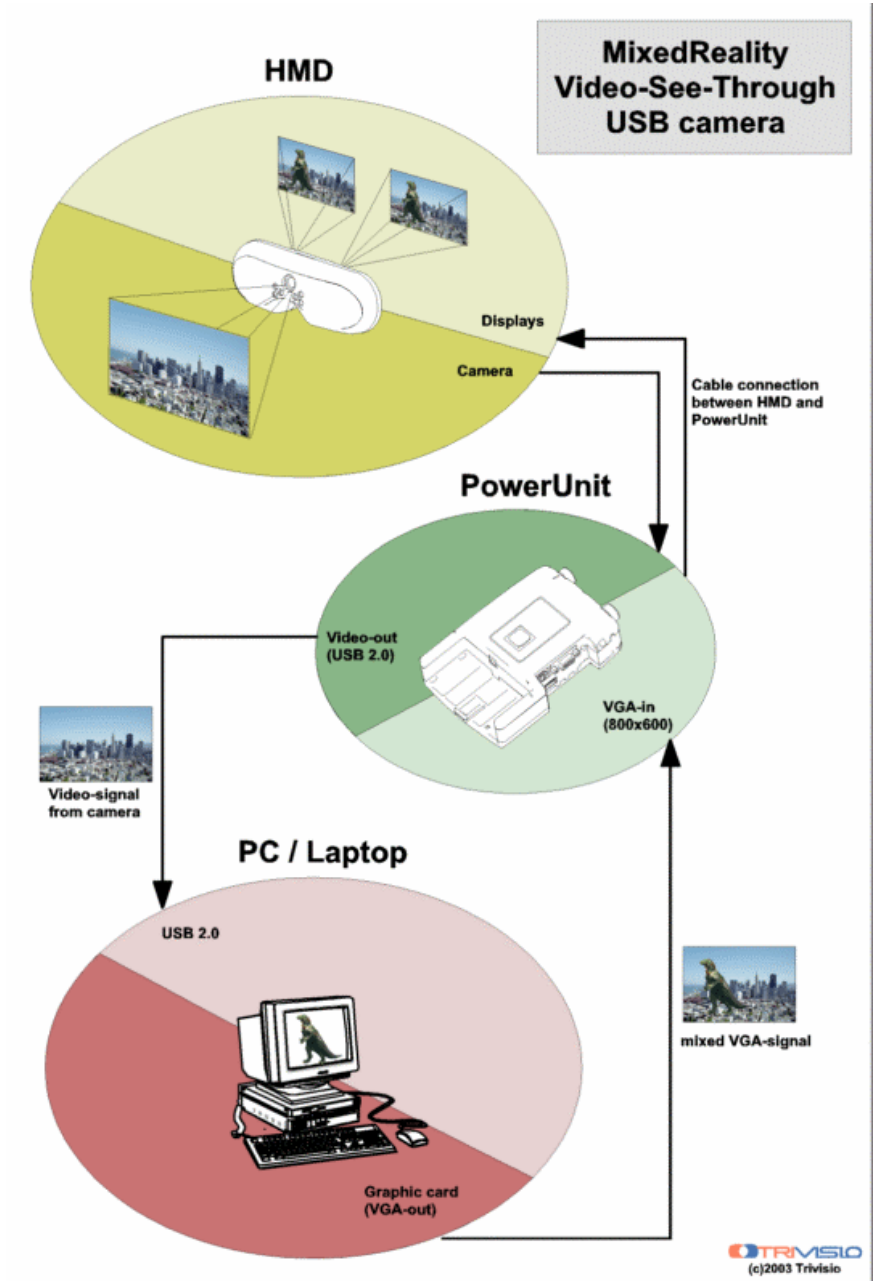 MixedReality
Video-See-Through
USB camera
HMD
Displays
Camera
Cable connection
between HMD and
PowerUnit
PowerUnit
Video-out
(USB 2.0)
VGA-in
(800x600)
Video-signal
from camera
PC / Laptop
USB 2.0
mixed VGA-signal
Graphic card
(VGA-out)
TRIVISIO
(c)2003 Trivisio